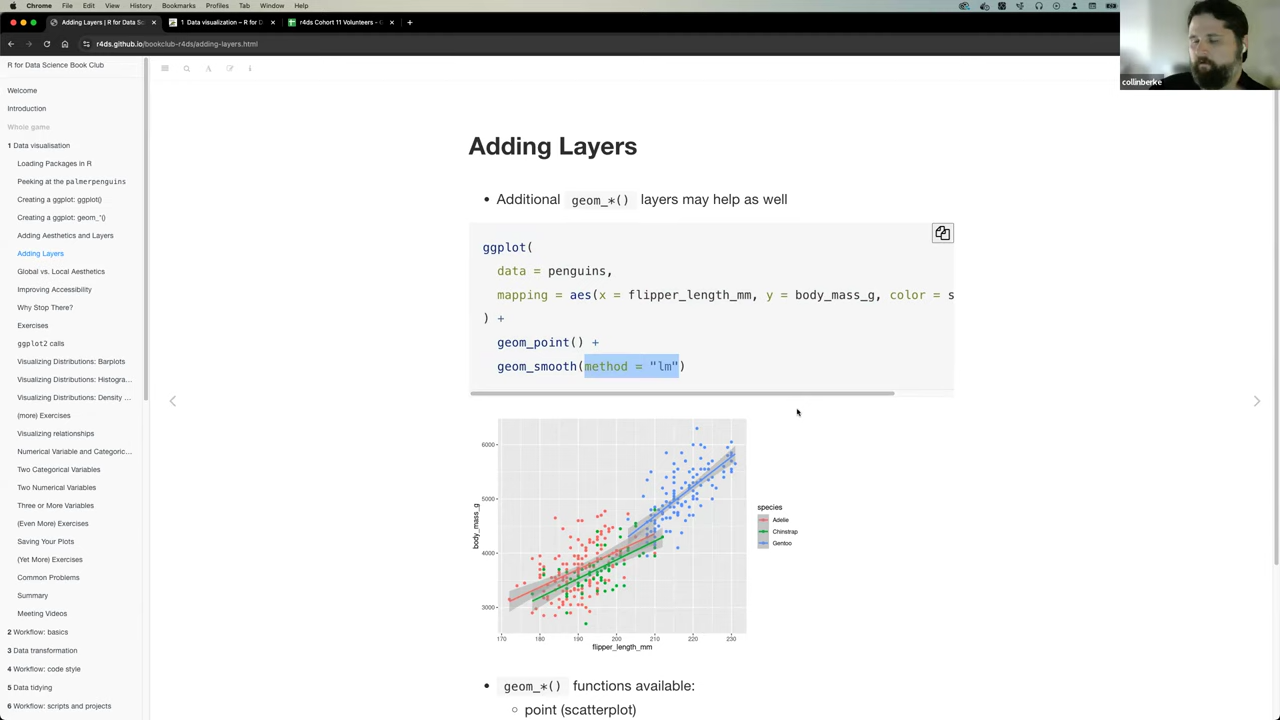 Chrome File Edit View History Bookmarks Profiles Tab Window Help
Adding Layers | R for Data Sc
1 Data visualization – R for D
r4ds Cohort 11 Volunteers - G
r4ds.github.io/bookclub-r4ds/adding-layers.html
collinberke
R for Data Science Book Club
Welcome
Introduction
Whole game
1 Data visualisation
Loading Packages in R
Peeking at the palmerpenguins
Creating a ggplot: ggplot()
Creating a ggplot: geom_*()
Adding Aesthetics and Layers
Adding Layers
Global vs. Local Aesthetics
Improving Accessibility
Why Stop There?
Exercises
ggplot2 calls
Visualizing Distributions: Barplots
Visualizing Distributions: Histogra...
Visualizing Distributions: Density ...
(more) Exercises
Visualizing relationships
Numerical Variable and Categoric...
Two Categorical Variables
Two Numerical Variables
Three or More Variables
(Even More) Exercises
Saving Your Plots
(Yet More) Exercises
Common Problems
Summary
Meeting Videos
2 Workflow: basics
3 Data transformation
4 Workflow: code style
5 Data tidying
6 Workflow: scripts and projects
Adding Layers
• Additional geom_*() layers may help as well
ggplot(
data = penguins,
mapping = aes(x = flipper_length_mm, y = body_mass_g, color = s
) +
geom_point() +
geom_smooth(method = "lm")
6000
5000
4000
3000
body_mass_g
170 180 190 200 210 220 230
flipper_length_mm
species
Adelie
Chinstrap
Gentoo
• geom_*() functions available:
○ point (scatterplot)